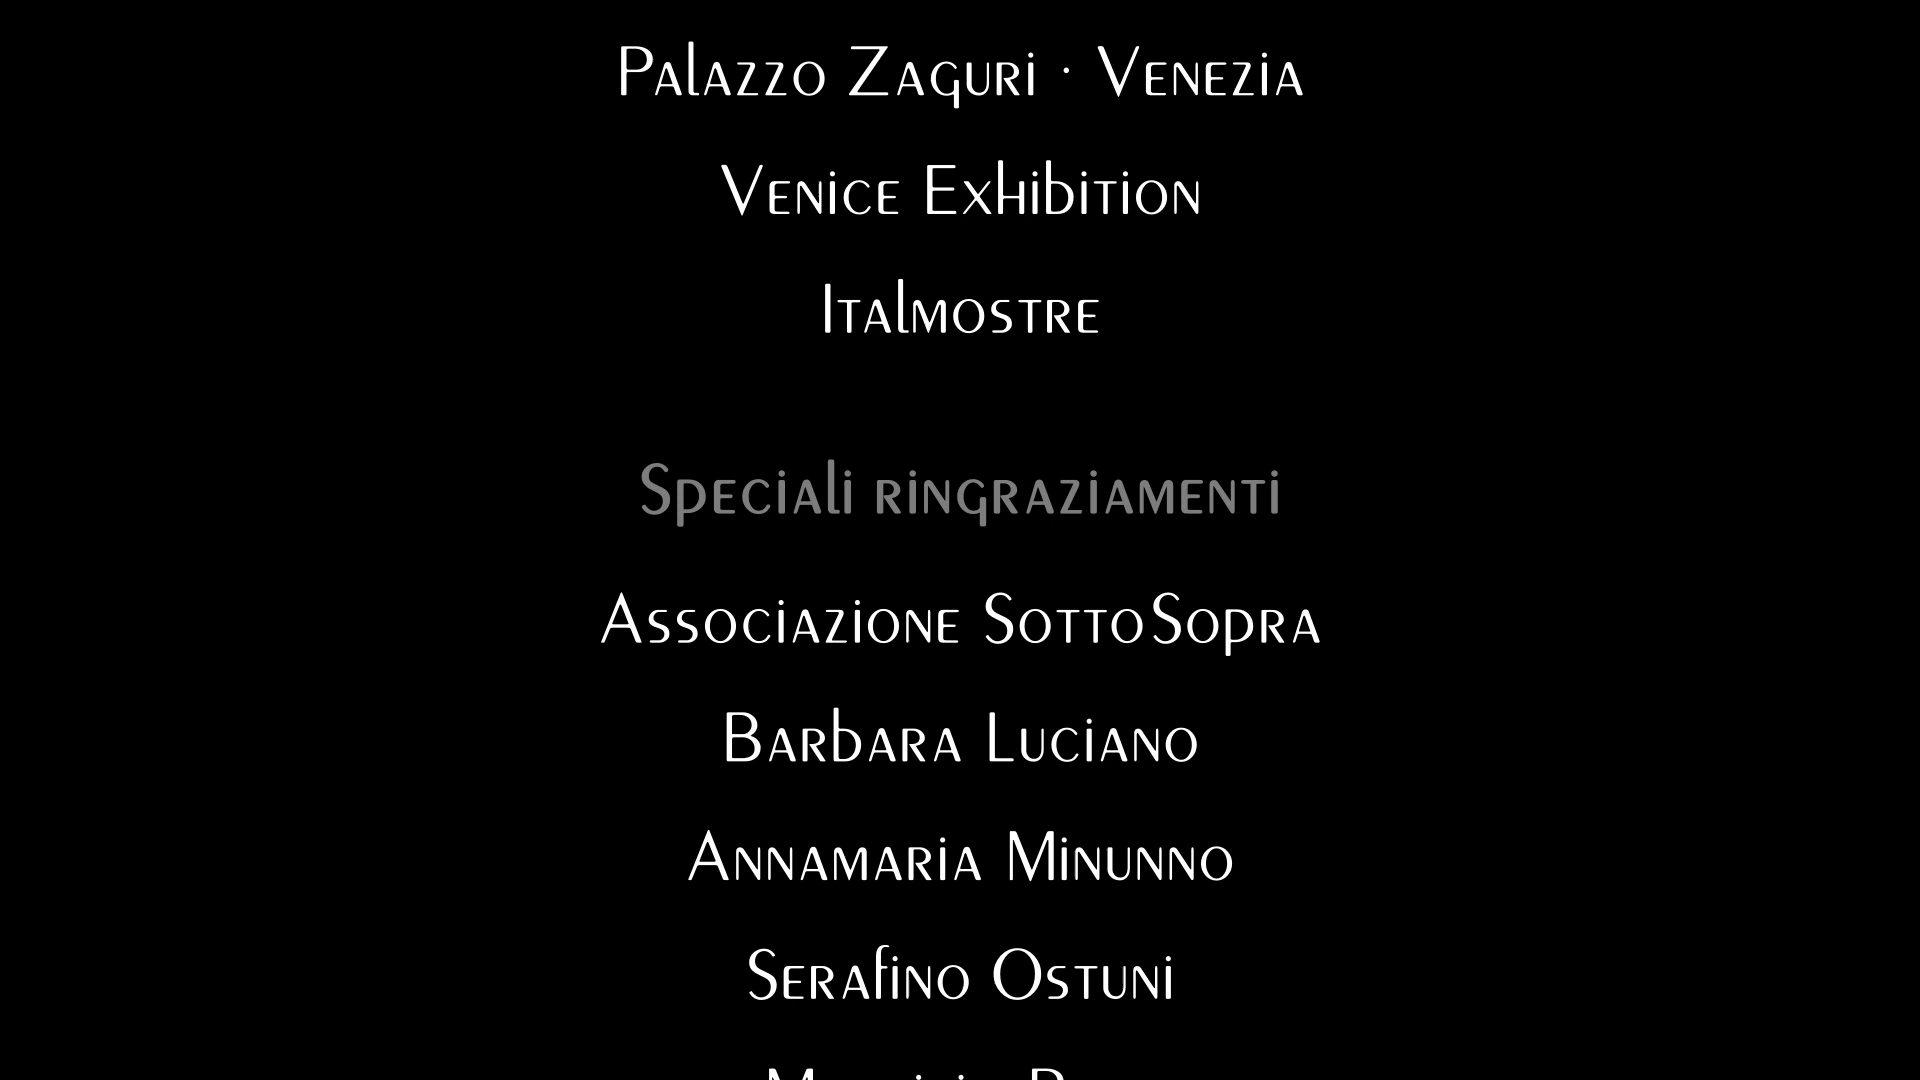 Palazzo Zaguri · Venezia
Venice Exhibition
Italmostre
Speciali ringraziamenti
Associazione SottoSopra
Barbara Luciano
Annamaria Minunno
Serafino Ostuni